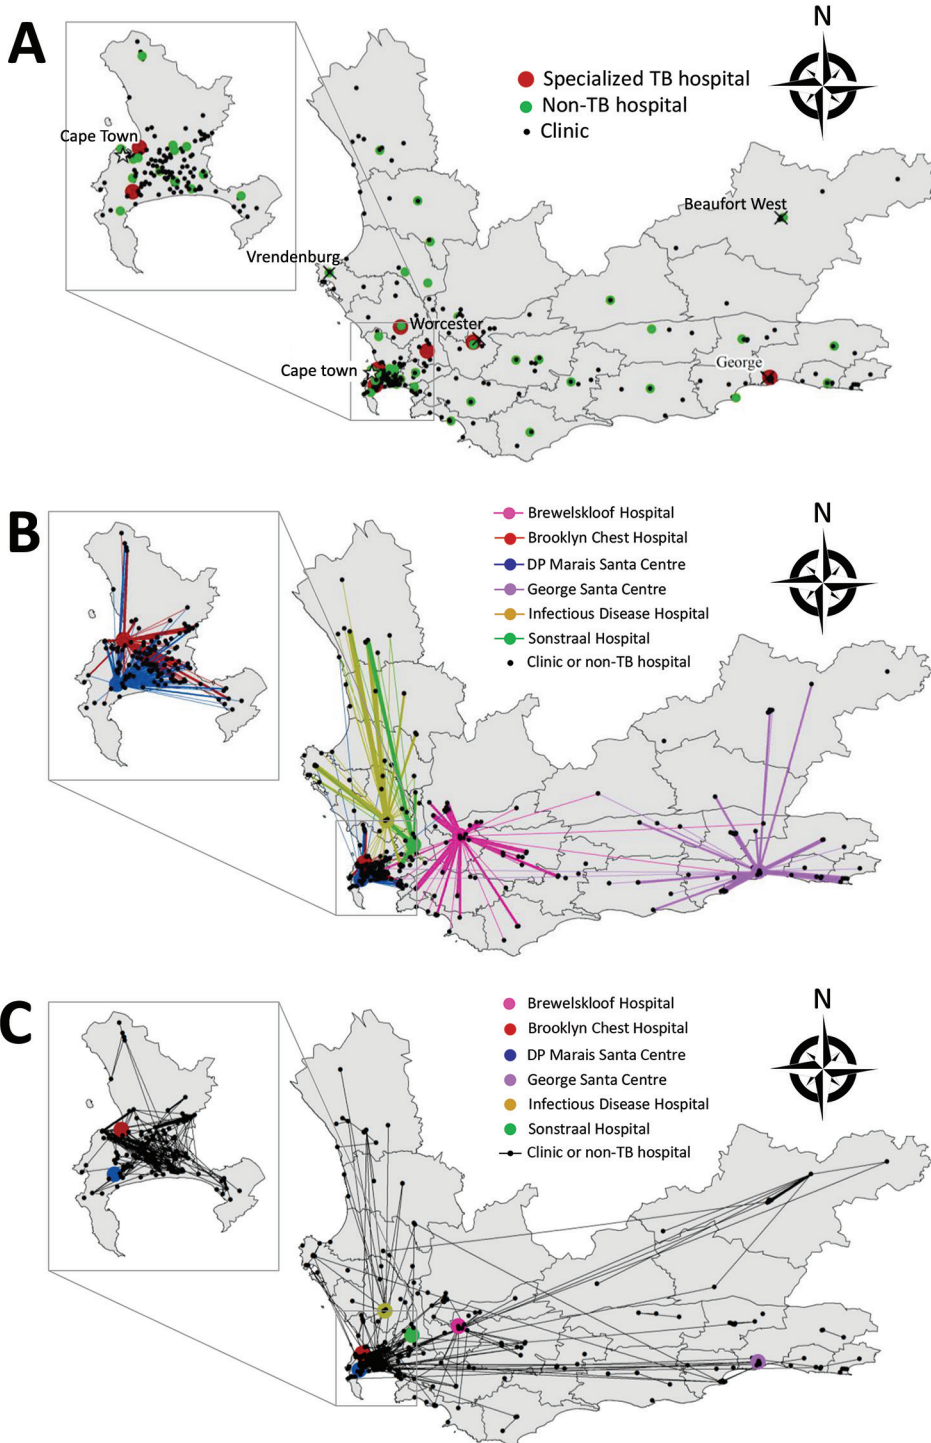 A
N
Specialized TB hospital
Non-TB hospital
Clinic
Cape Town
Beaufort West
Vrendenburg
Worcester
George
Cape town
B
N
Brewelskloof Hospital
Brooklyn Chest Hospital
DP Marais Santa Centre
George Santa Centre
Infectious Disease Hospital
Sonstraal Hospital
Clinic or non-TB hospital
C
N
Brewelskloof Hospital
Brooklyn Chest Hospital
DP Marais Santa Centre
George Santa Centre
Infectious Disease Hospital
Sonstraal Hospital
Clinic or non-TB hospital